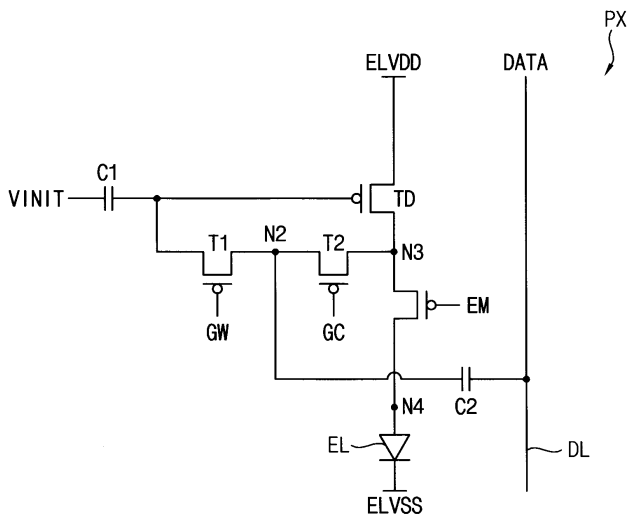 PX
ELVDD
DATA
C1
VINIT
TD
T1
N2
T2
N3
GW
GC
EM
C2
N4
EL
DL
ELVSS